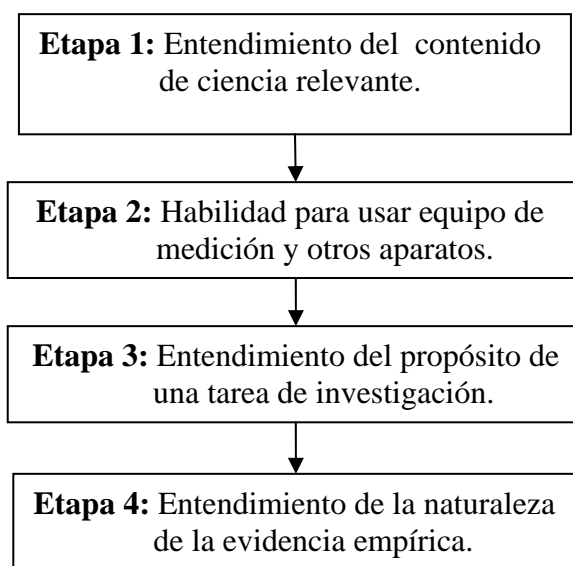 Etapa 1: Entendimiento del contenido
de ciencia relevante.
Etapa 2: Habilidad para usar equipo de
medición y otros aparatos.
Etapa 3: Entendimiento del propósito de
una tarea de investigación.
Etapa 4: Entendimiento de la naturaleza
de la evidencia empírica.